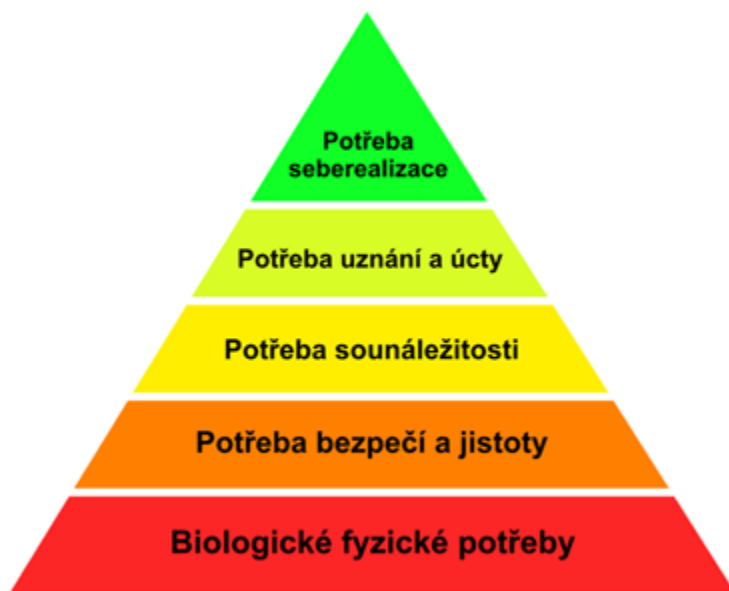 Potřeba
seberealizace
Potřeba uznání a úcty
Potřeba sounáležitosti
Potřeba bezpečí a jistoty
Biologické fyzické potřeby